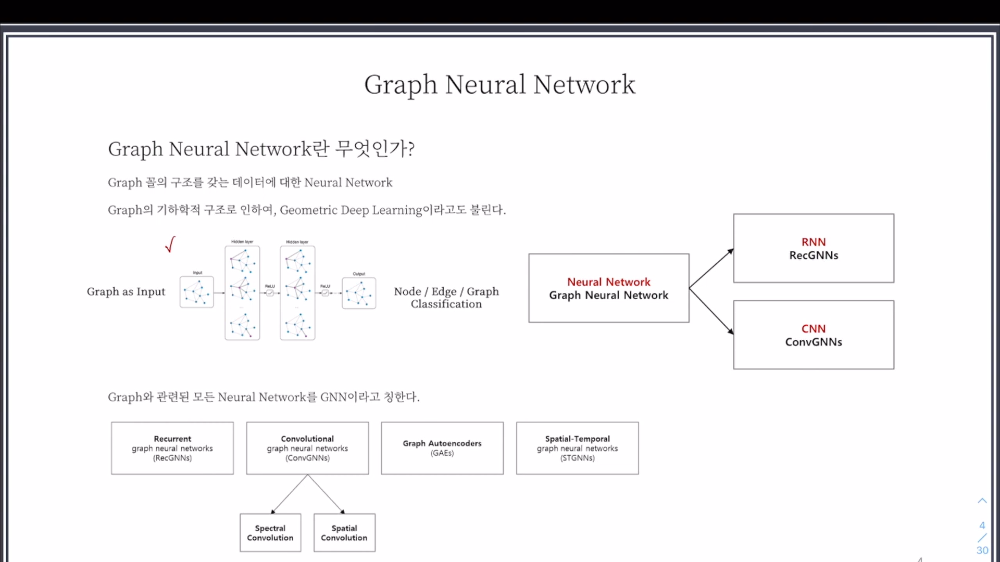 Graph Neural Network
Graph Neural Network란 무엇인가?
Graph 꼴의 구조를 갖는 데이터에 대한 Neural Network
Graph의 기하학적 구조로 인하여, Geometric Deep Learning이라고도 불린다.
Graph as Input
Input
Hidden layer
ReLU
Hidden layer
ReLU
Output
Node / Edge / Graph
Classification
Neural Network
Graph Neural Network
RNN
RecGNNs
CNN
ConvGNNs
Graph와 관련된 모든 Neural Network를 GNN이라고 칭한다.
Recurrent
graph neural networks
(RecGNNs)
Convolutional
graph neural networks
(ConvGNNs)
Graph Autoencoders
(GAEs)
Spatial-Temporal
graph neural networks
(STGNNs)
Spectral
Convolution
Spatial
Convolution
4
/
30
4